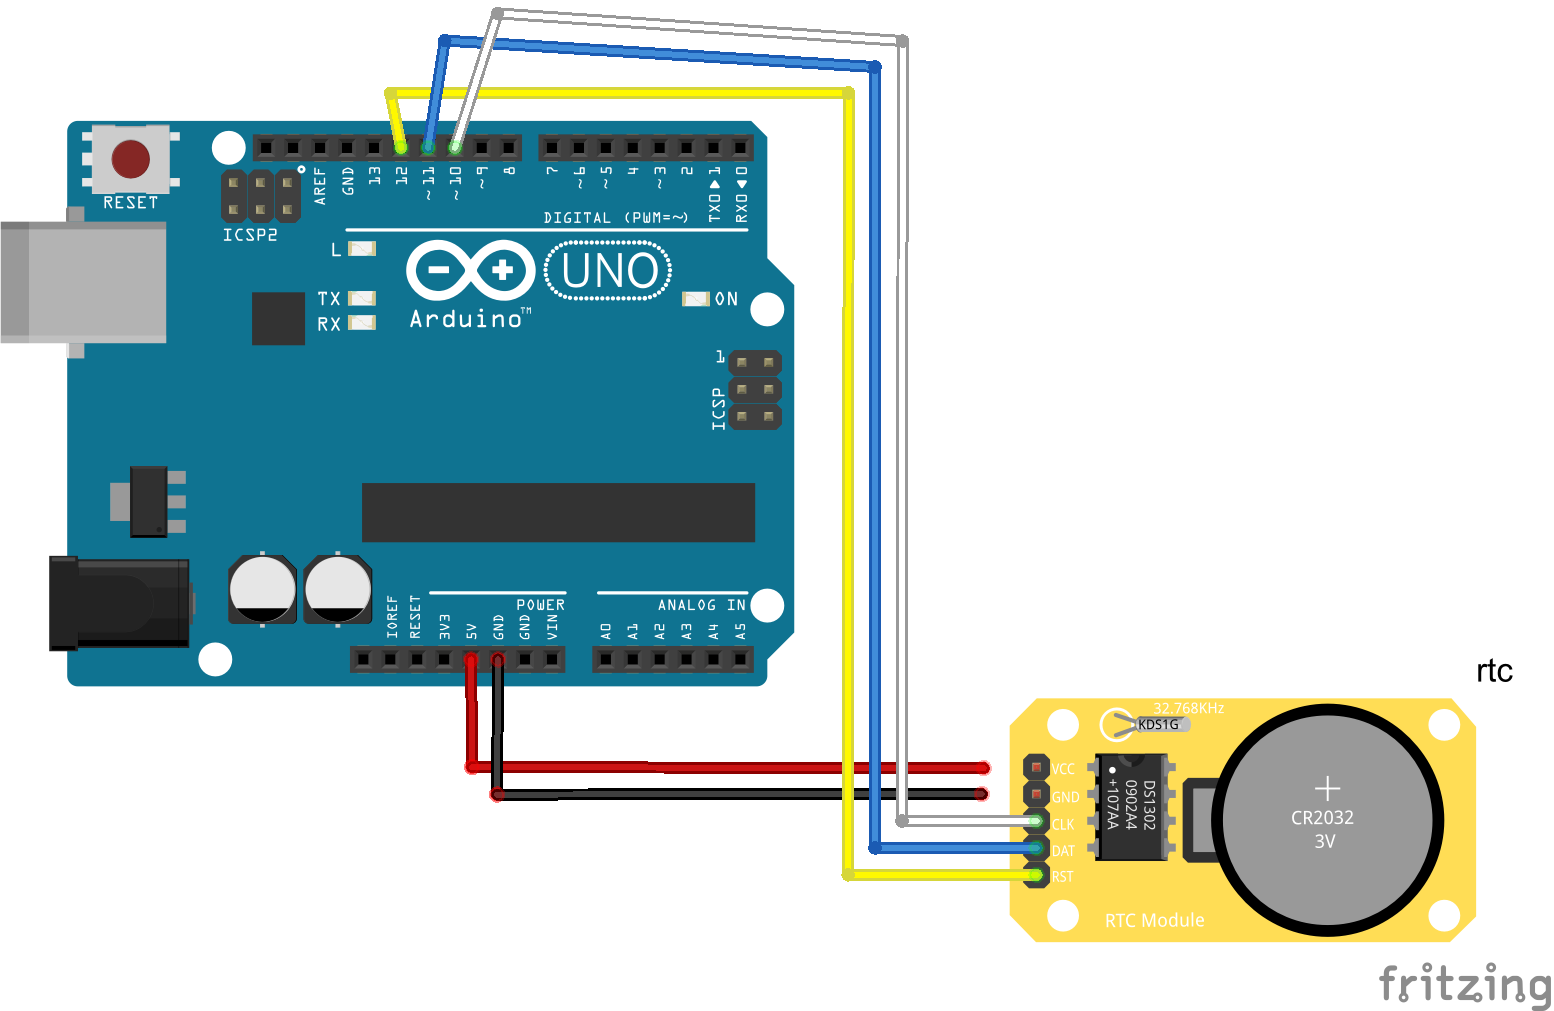 RESET
ICSP2
AREF
GND
13
12
~11
~10
~9
8
7
~6
~5
4
~3
2
TX0▶1
RX0◀0
DIGITAL (PWM=~)
L
TX
RX
UNO
Arduino™
ON
1
ICSP
POWER
ANALOG IN
IOREF
RESET
3V3
5V
GND
GND
VIN
A0
A1
A2
A3
A4
A5
rtc
32.768KHz
KDS1G
VCC
GND
CLK
DAT
RST
DS1302
0902A4
+107AA
CR2032
3V
RTC Module
fritzing